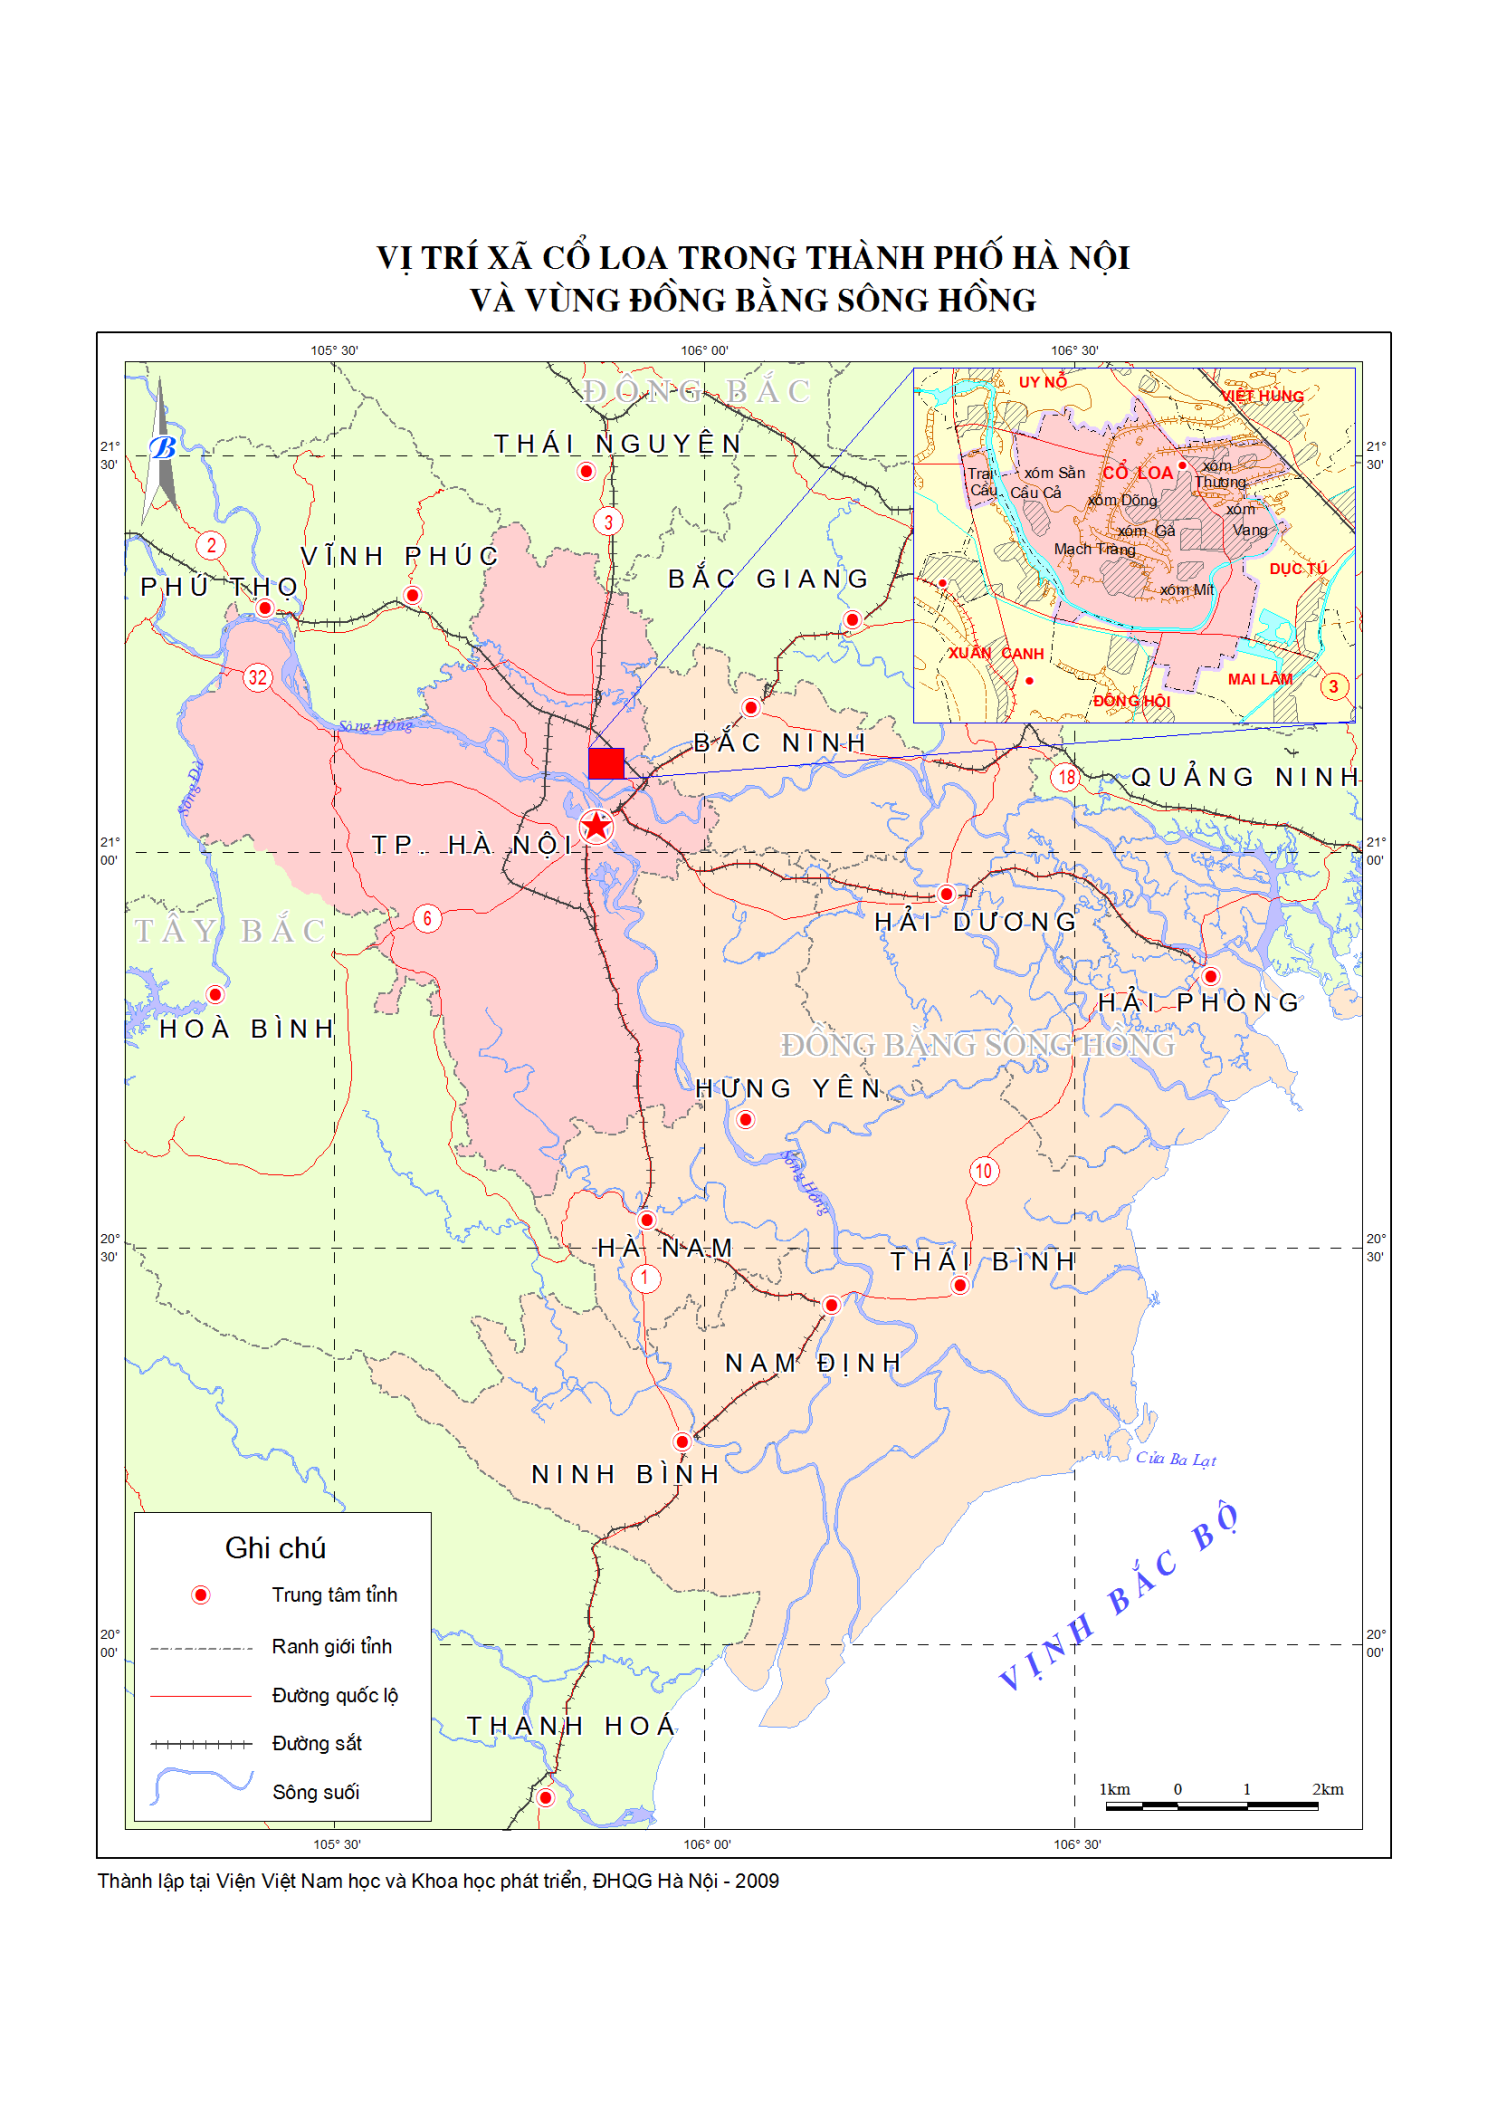 VỊ TRÍ XÃ CỔ LOA TRONG THÀNH PHỐ HÀ NỘI
VÀ VÙNG ĐỒNG BẰNG SÔNG HỒNG
105° 30'
106° 00'
106° 30'
ĐÔNG BẮC
THÁI NGUYÊN
21°
30'
21°
30'
B
UY NỖ
VIỆT HÙNG
CỔ LOA
xóm
Thượng
Trại
Cầu
xóm Sằn
Cầu Cả
xóm Dõng
xóm
Vang
xóm Gả
Mạch Tràng
xóm Mít
DỤC TÚ
XUÂN CANH
MAI LÂM
ĐÔNG HỘI
3
3
2
VĨNH PHÚC
PHÚ THỌ
BẮC GIANG
32
Sông Hồng
Sông Đà
BẮC NINH
18
QUẢNG NINH
TP. HÀ NỘI
21°
00'
21°
00'
6
TÂY BẮC
HẢI DƯƠNG
HOÀ BÌNH
HẢI PHÒNG
ĐỒNG BẰNG SÔNG HỒNG
HƯNG YÊN
Sông Hồng
10
20°
30'
20°
30'
HÀ NAM
1
THÁI BÌNH
NAM ĐỊNH
NINH BÌNH
Cửa Ba Lạt
VỊNH BẮC BỘ
20°
00'
20°
00'
THANH HOÁ
Ghi chú
Trung tâm tỉnh
Ranh giới tỉnh
Đường quốc lộ
Đường sắt
Sông suối
1km 0 1 2km
105° 30'
106° 00'
106° 30'
Thành lập tại Viện Việt Nam học và Khoa học phát triển, ĐHQG Hà Nội - 2009